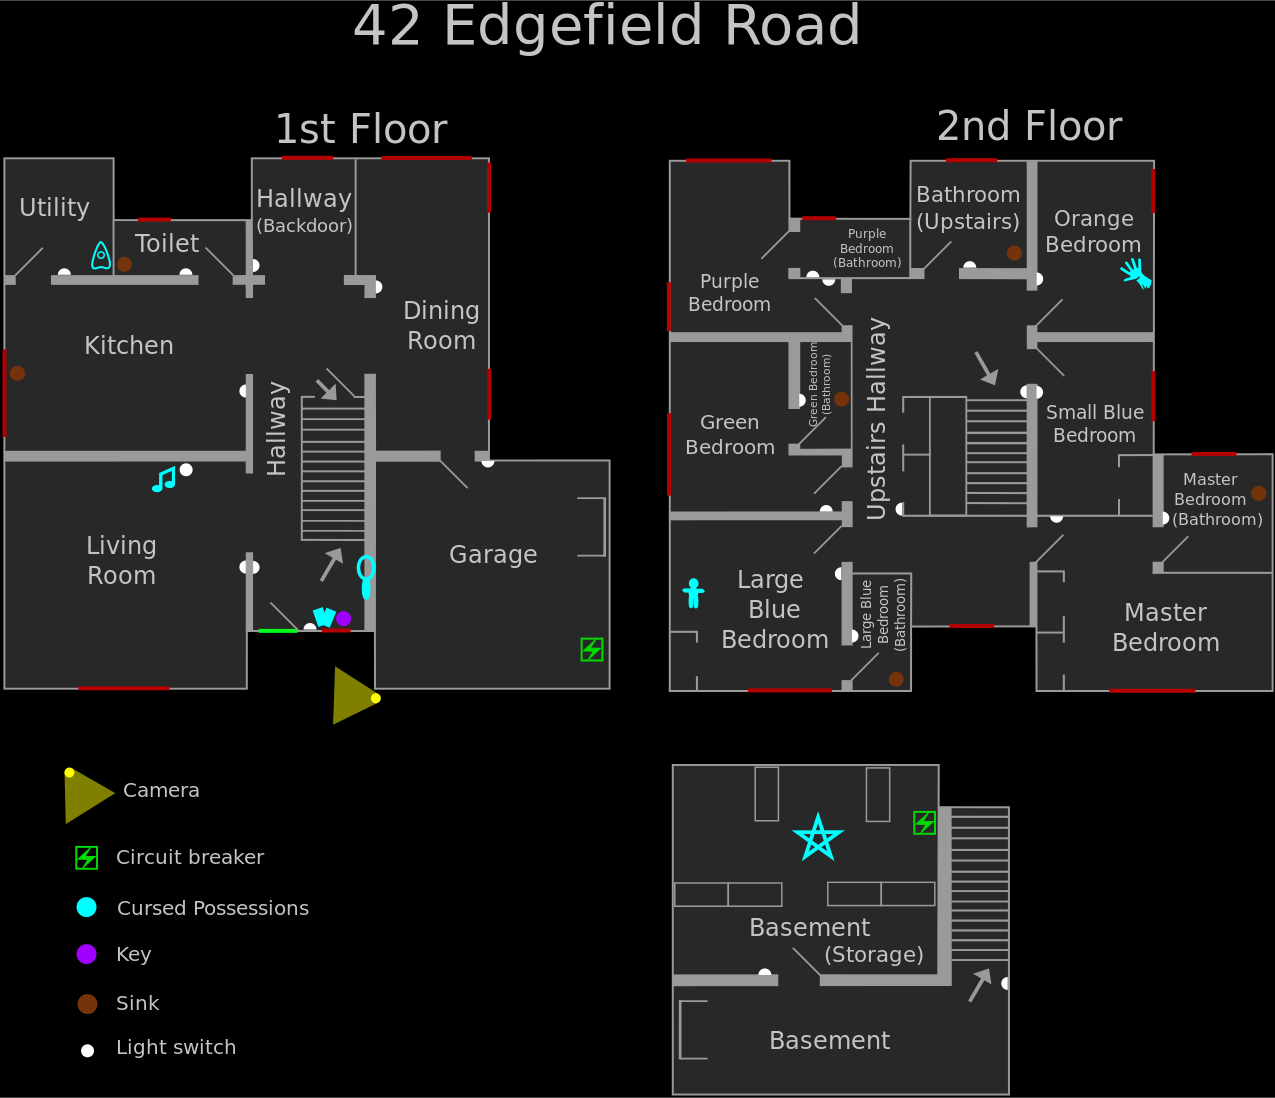 42 Edgefield Road
1st Floor
Utility
Toilet
Hallway
(Backdoor)
Kitchen
Dining
Room
Hallway
Living
Room
Garage
2nd Floor
Purple
Bedroom
Purple
Bedroom
(Bathroom)
Bathroom
(Upstairs)
Orange
Bedroom
Green
Bedroom
Green Bedroom
(Bathroom)
Upstairs Hallway
Small Blue
Bedroom
Master
Bedroom
(Bathroom)
Large
Blue
Bedroom
Large Blue
Bedroom
(Bathroom)
Master
Bedroom
Camera
Circuit breaker
Cursed Possessions
Key
Sink
Light switch
Basement
(Storage)
Basement